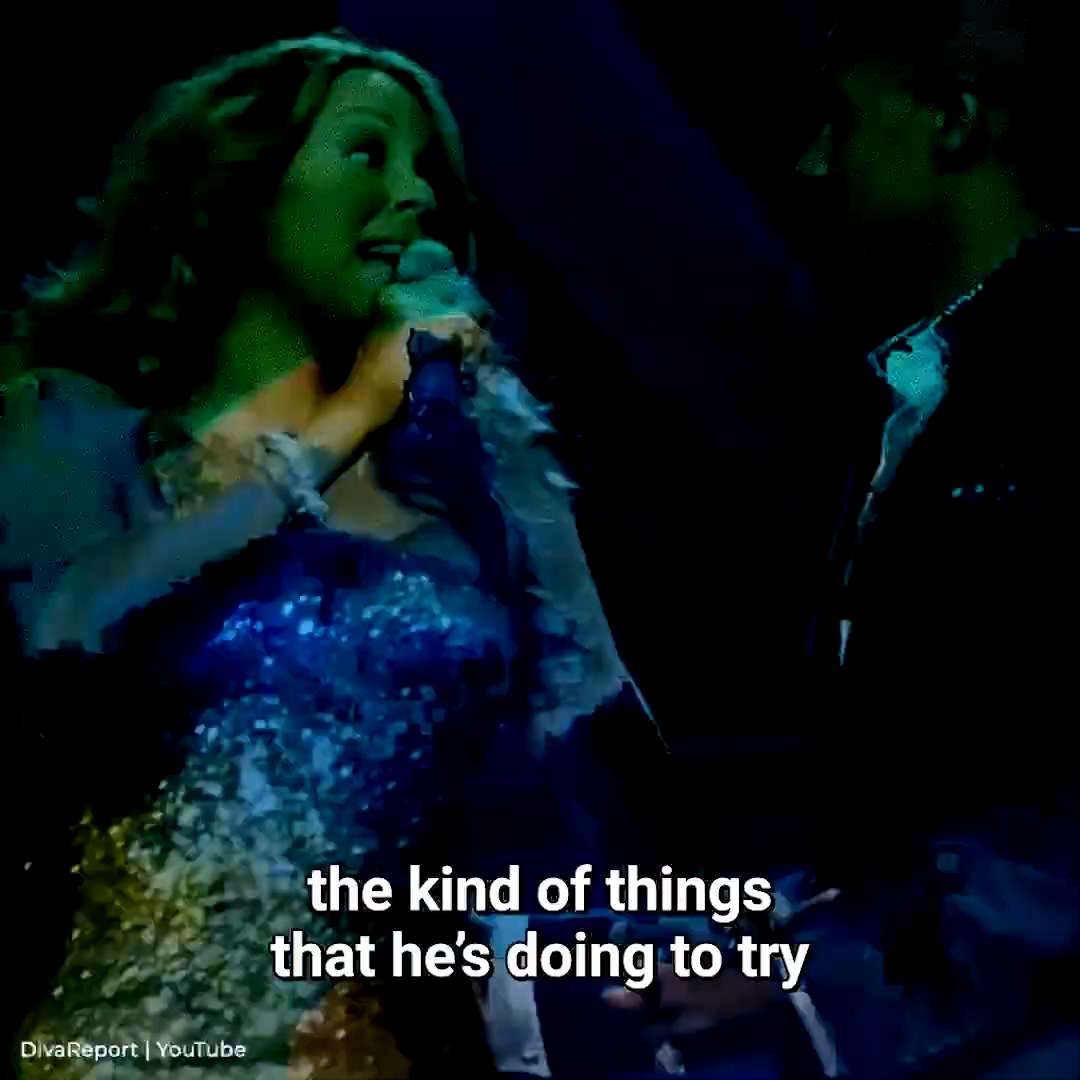 the kind of things
that he’s doing to try
DivaReport | YouTube